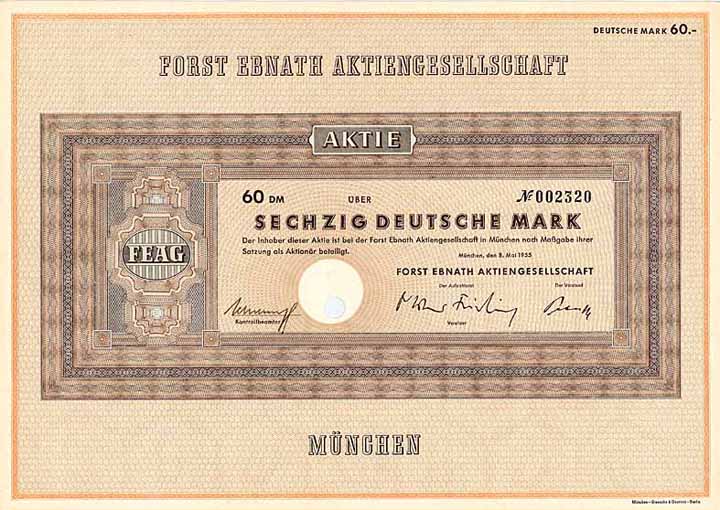 DEUTSCHE MARK 60.-
FORST EBNATH AKTIENGESELLSCHAFT
AKTIE
60 DM ÜBER № 002320
SECHZIG DEUTSCHE MARK
Der Inhaber dieser Aktie ist bei der Forst Ebnath Aktiengesellschaft in München nach Maßgabe ihrer
Satzung als Aktionär beteiligt.
München, den 8. Mai 1955
FEAG
FORST EBNATH AKTIENGESELLSCHAFT
Der Aufsichtsrat Der Vorstand
Kontrollbeamter
Vorsitzer
MÜNCHEN